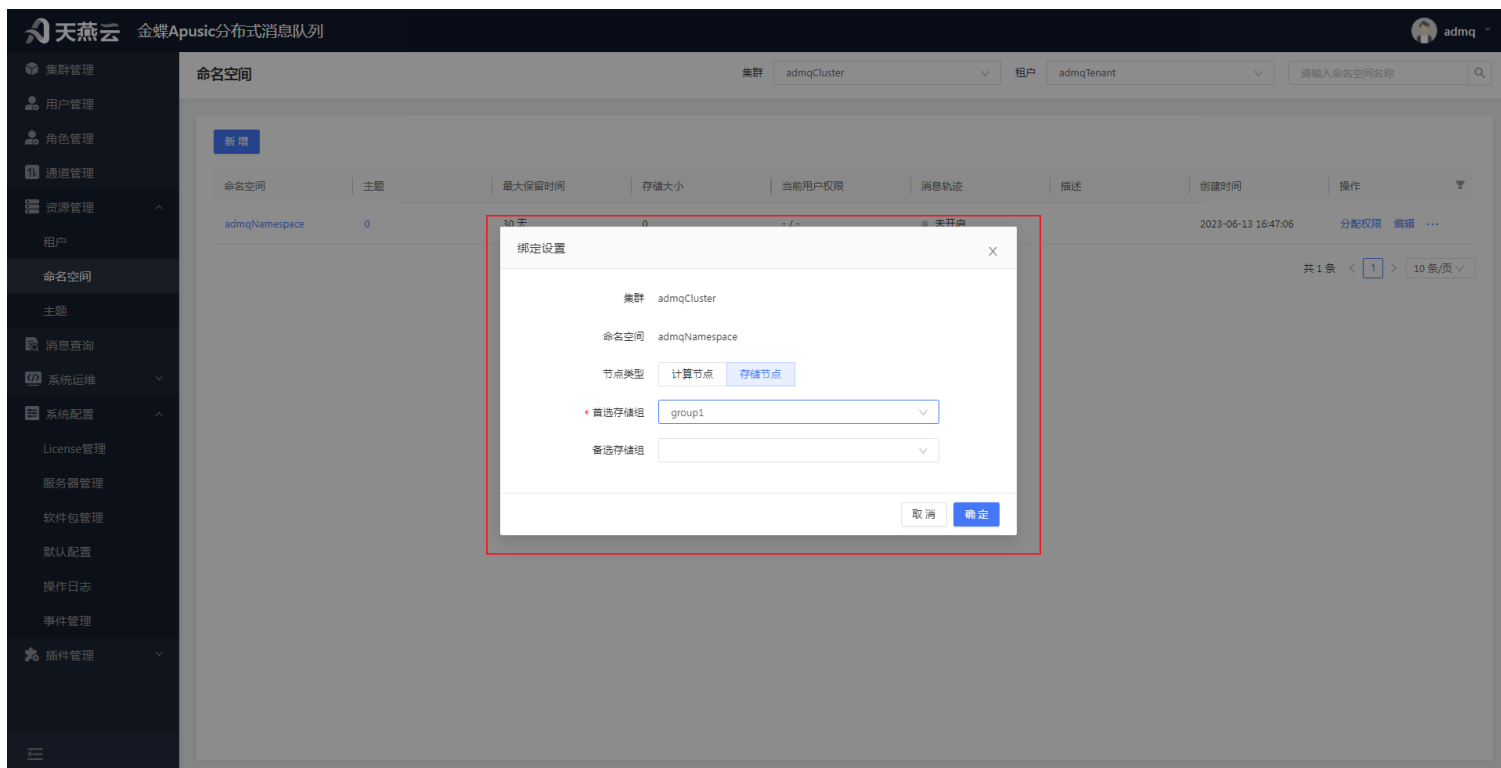 天燕云 金蝶Apusic分布式消息队列
admq
集群管理
用户管理
角色管理
通道管理
资源管理
租户
命名空间
主题
消息查询
系统运维
系统配置
License管理
服务器管理
软件包管理
默认配置
操作日志
事件管理
插件管理
命名空间
集群 admqCluster 租户 admqTenant 请输入命名空间名称
新增
命名空间 主题 最大保留时间 存储大小 当前用户权限 消息轨迹 描述 创建时间 操作
admqNamespace 0 30 天 0 - / - 未开启 2023-06-13 16:47:06 分配权限 编辑 ···
共 1 条 < 1 > 10 条/页
绑定设置
集群 admqCluster
命名空间 admqNamespace
节点类型 计算节点 存储节点
* 首选存储组 group1
备选存储组
取消 确定